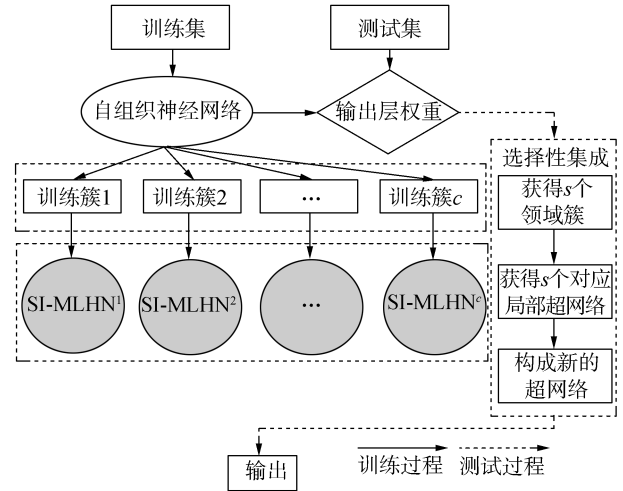 训练集
测试集
自组织神经网络
输出层权重
选择性集成
训练簇1
训练簇2
...
训练簇c
获得s个
领域簇
SI-MLHN¹
SI-MLHN²
...
SI-MLHNᶜ
获得s个对应
局部超网络
构成新的
超网络
输出
训练过程
测试过程